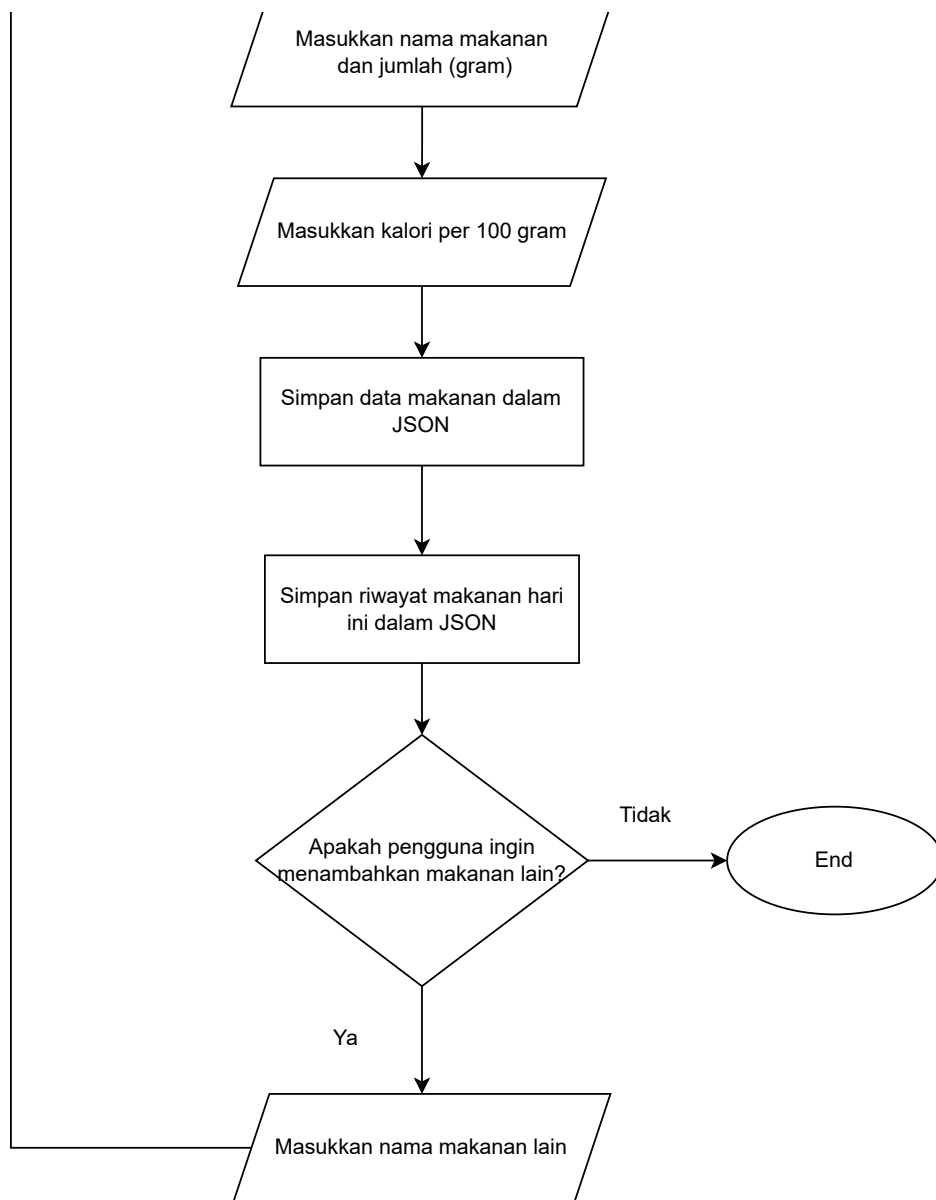 Masukkan nama makanan
dan jumlah (gram)
Masukkan kalori per 100 gram
Simpan data makanan dalam
JSON
Simpan riwayat makanan hari
ini dalam JSON
Apakah pengguna ingin
menambahkan makanan lain?
Tidak
End
Ya
Masukkan nama makanan lain